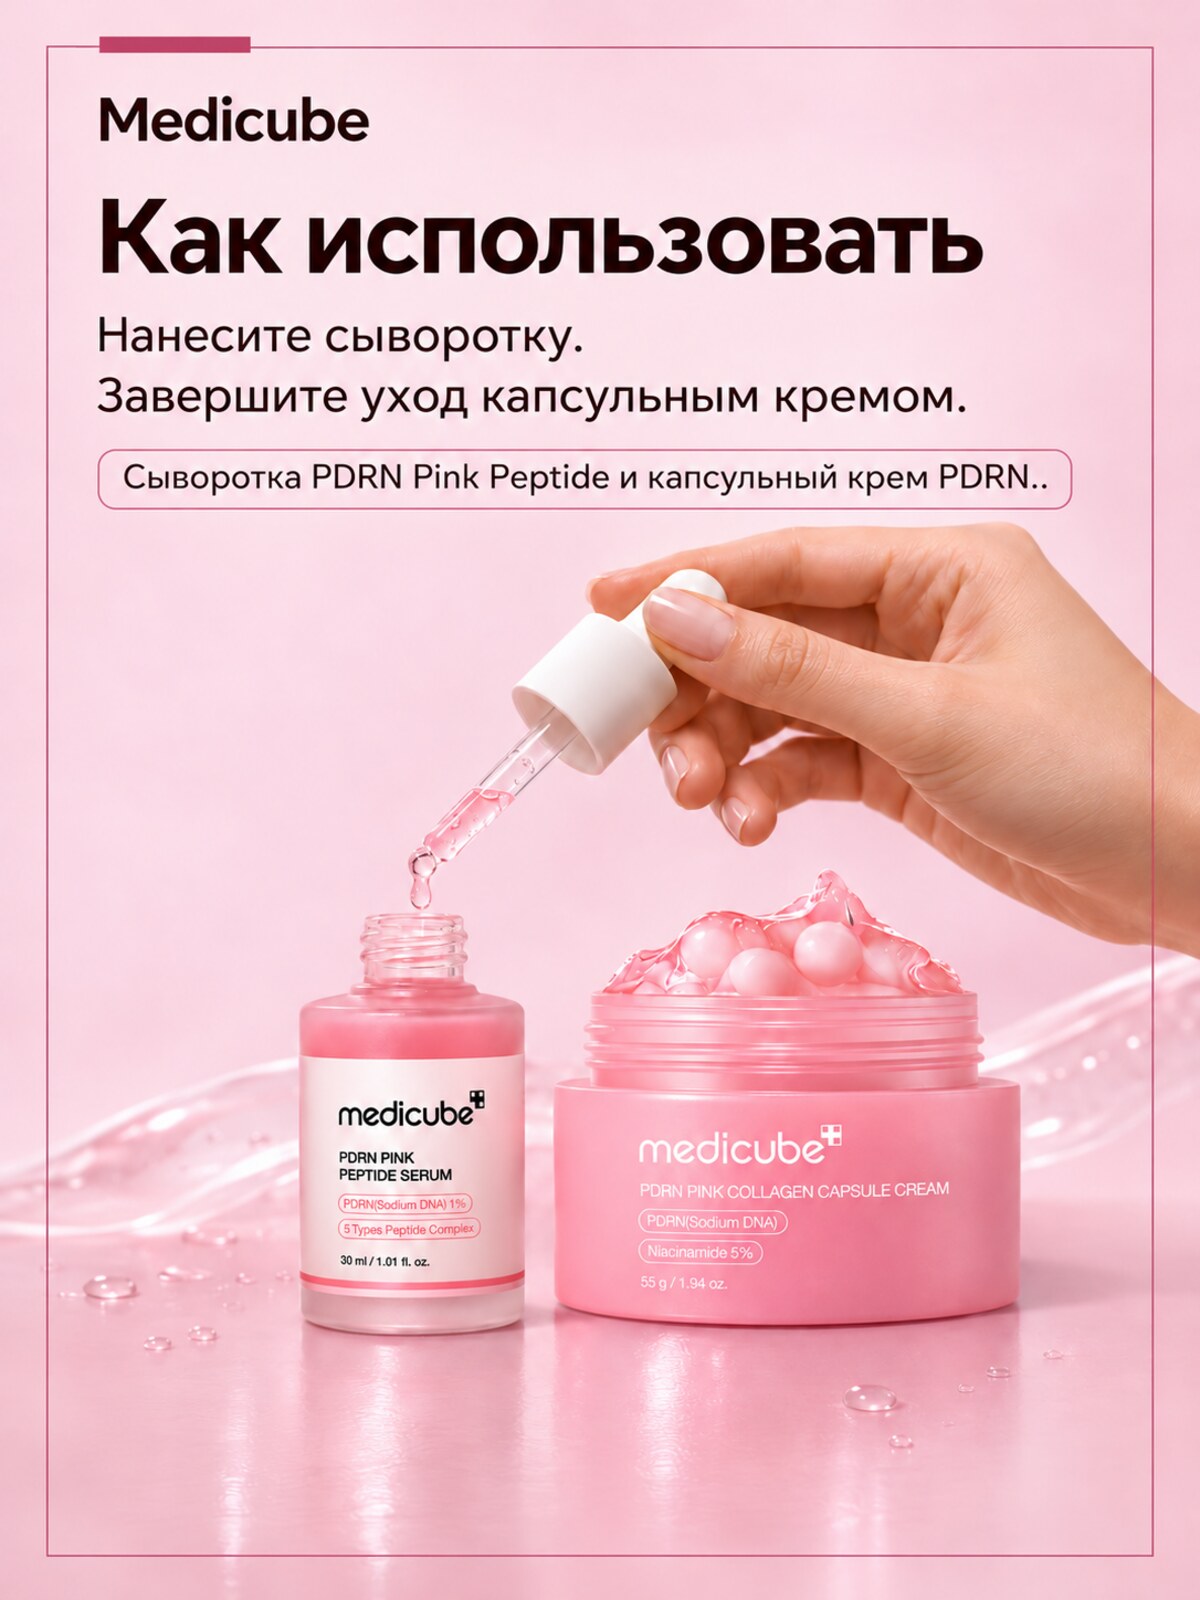 Medicube
Как использовать
Нанесите сыворотку.
Завершите уход капсульным кремом.
Сыворотка PDRN Pink Peptide и капсульный крем PDRN..
medicube
PDRN PINK
PEPTIDE SERUM
PDRN(Sodium DNA) 1%
5 Types Peptide Complex
30 ml / 1.01 fl. oz.
medicube
PDRN PINK COLLAGEN CAPSULE CREAM
PDRN(Sodium DNA)
Niacinamide 5%
55 g / 1.94 oz.